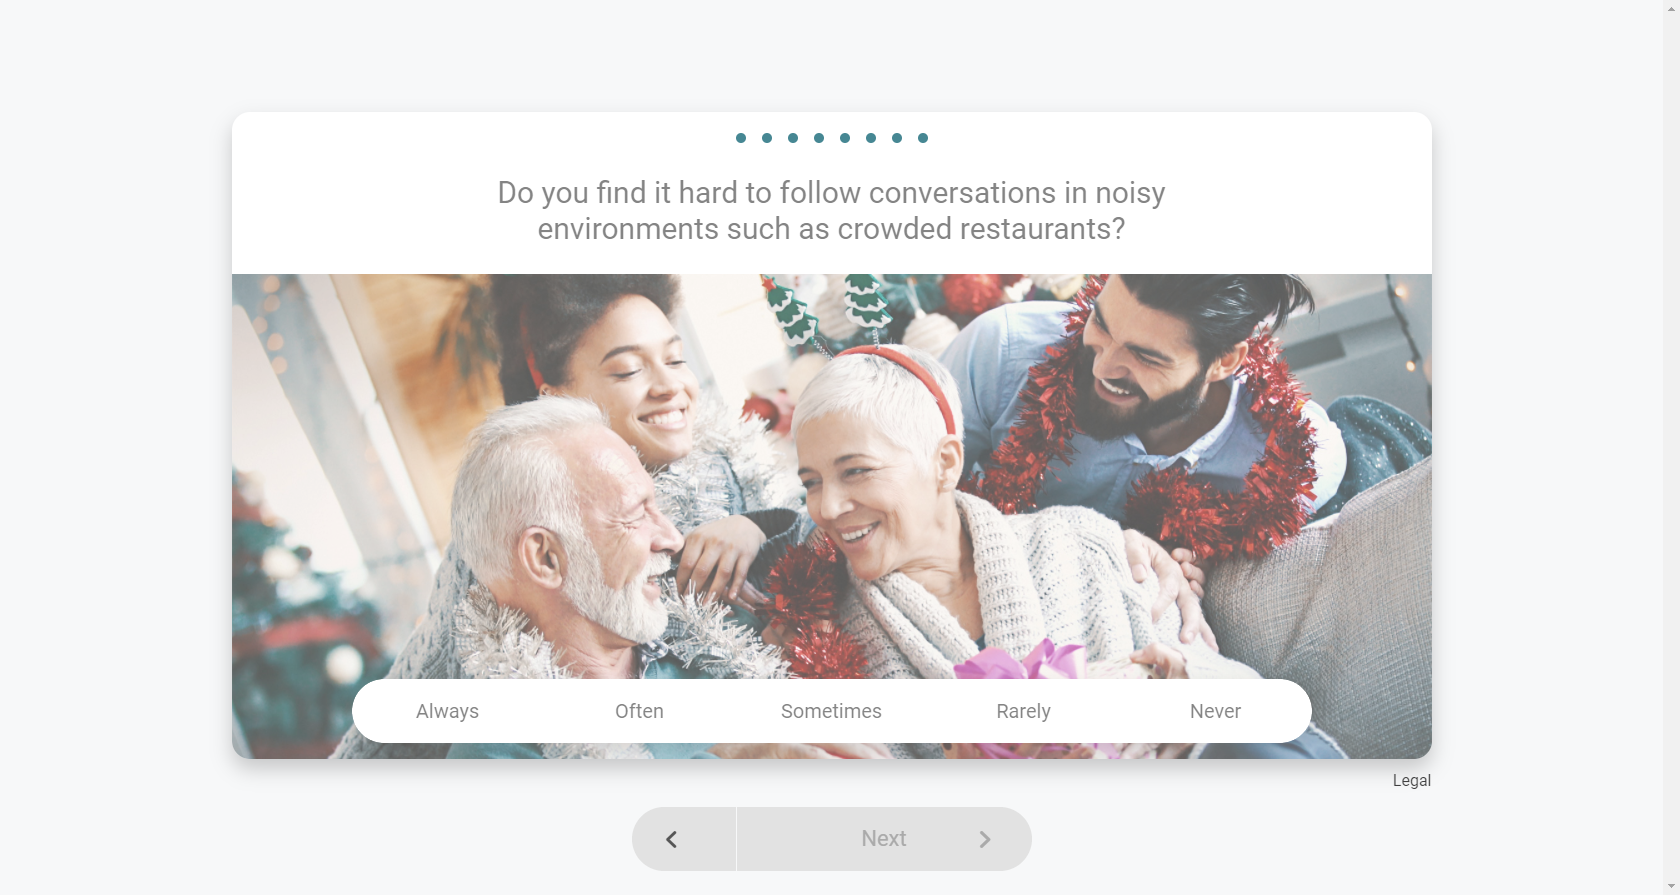 Do you find it hard to follow conversations in noisy
environments such as crowded restaurants?
Always Often Sometimes Rarely Never
Legal
Next